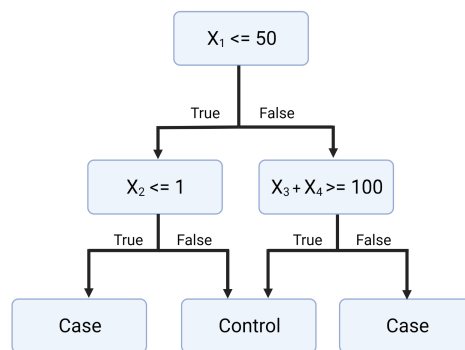 X₁ <= 50
True False
X₂ <= 1
X₃ + X₄ >= 100
True False
True False
Case
Control
Case